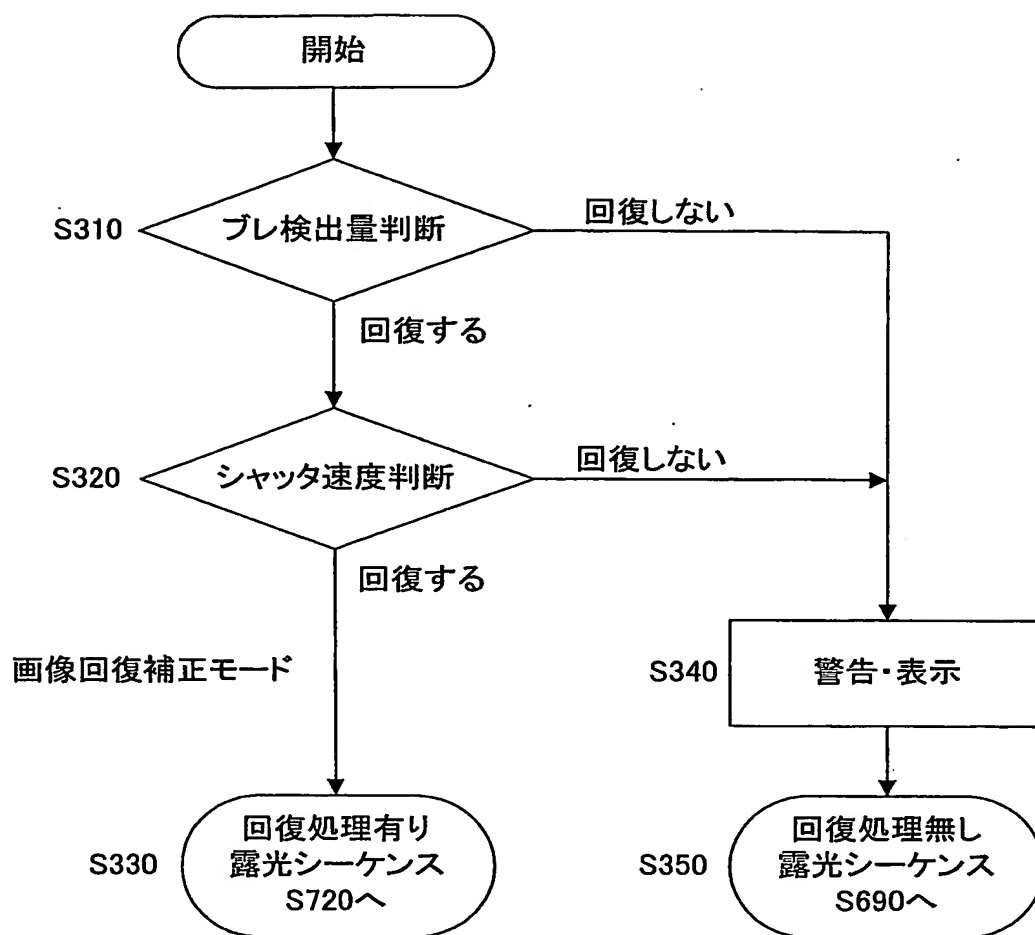 開始
S310
ブレ検出量判断
回復しない
回復する
S320
シャッタ速度判断
回復しない
回復する
画像回復補正モード
S340
警告・表示
S330
回復処理有り
露光シーケンス
S720へ
S350
回復処理無し
露光シーケンス
S690へ